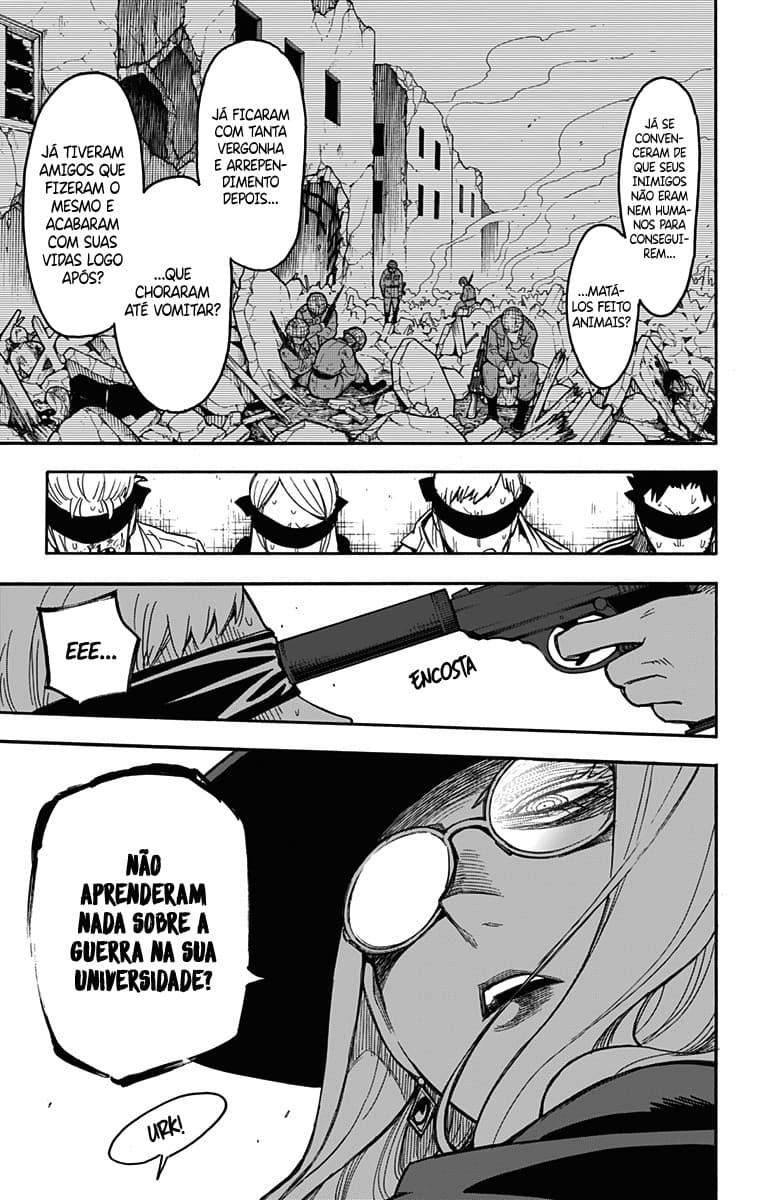 JÁ SE
CONVEN-
CERAM DE
QUE SEUS
INIMIGOS
NÃO ERAM
NEM HUMA-
NOS PARA
CONSEGUI-
REM...
...MATÁ-
LOS FEITO
ANIMAIS?
JÁ FICARAM
COM TANTA
VERGONHA
E ARREPEN-
DIMENTO
DEPOIS...
...QUE
CHORARAM
ATÉ VOMITAR?
JÁ TIVERAM
AMIGOS QUE
FIZERAM O
MESMO E
ACABARAM
COM SUAS
VIDAS LOGO
APÓS?
EEE...
ENCOSTA
NÃO
APRENDERAM
NADA SOBRE A
GUERRA NA SUA
UNIVERSIDADE?
URK!